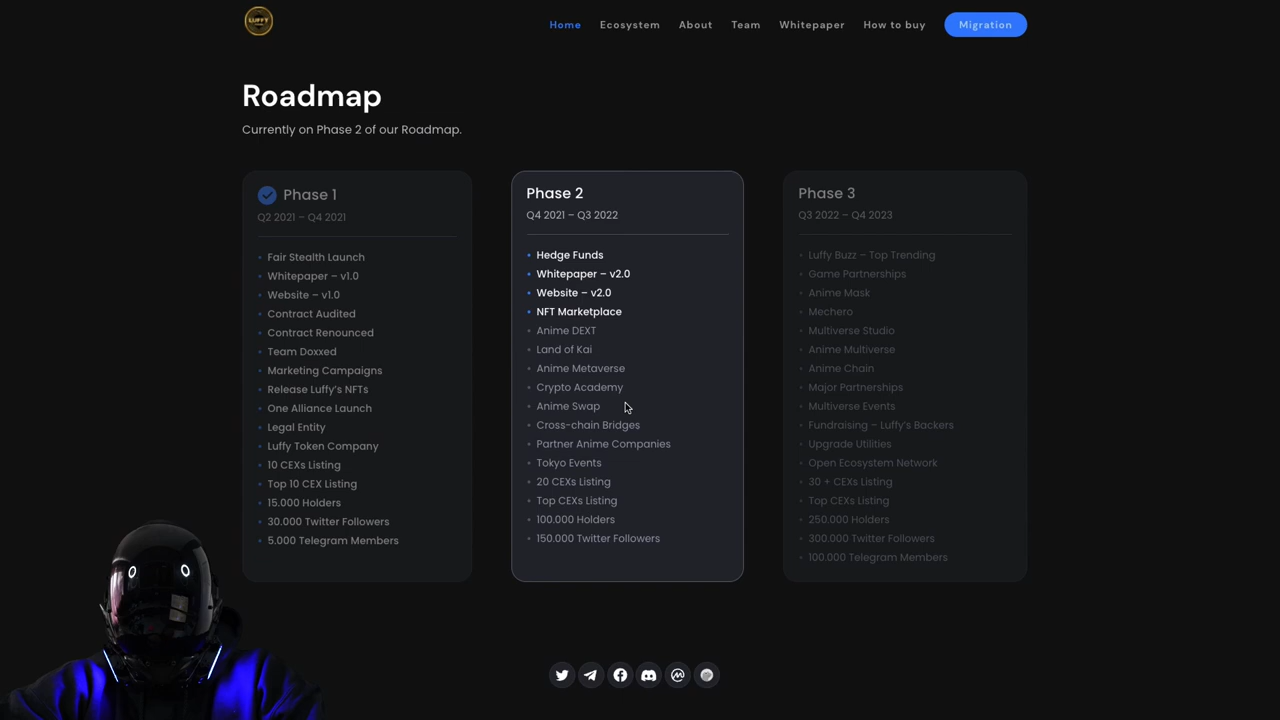 LUFFY
Home Ecosystem About Team Whitepaper How to buy Migration
Roadmap
Currently on Phase 2 of our Roadmap.
Phase 1
Q2 2021 – Q4 2021
• Fair Stealth Launch
• Whitepaper – v1.0
• Website – v1.0
• Contract Audited
• Contract Renounced
• Team Doxxed
• Marketing Campaigns
• Release Luffy's NFTs
• One Alliance Launch
• Legal Entity
• Luffy Token Company
• 10 CEXs Listing
• Top 10 CEX Listing
• 15.000 Holders
• 30.000 Twitter Followers
• 5.000 Telegram Members
Phase 2
Q4 2021 – Q3 2022
• Hedge Funds
• Whitepaper – v2.0
• Website – v2.0
• NFT Marketplace
• Anime DEXT
• Land of Kai
• Anime Metaverse
• Crypto Academy
• Anime Swap
• Cross-chain Bridges
• Partner Anime Companies
• Tokyo Events
• 20 CEXs Listing
• Top CEXs Listing
• 100.000 Holders
• 150.000 Twitter Followers
Phase 3
Q3 2022 – Q4 2023
• Luffy Buzz – Top Trending
• Game Partnerships
• Anime Mask
• Mechero
• Multiverse Studio
• Anime Multiverse
• Anime Chain
• Major Partnerships
• Multiverse Events
• Fundraising – Luffy's Backers
• Upgrade Utilities
• Open Ecosystem Network
• 30 + CEXs Listing
• Top CEXs Listing
• 250.000 Holders
• 300.000 Twitter Followers
• 100.000 Telegram Members